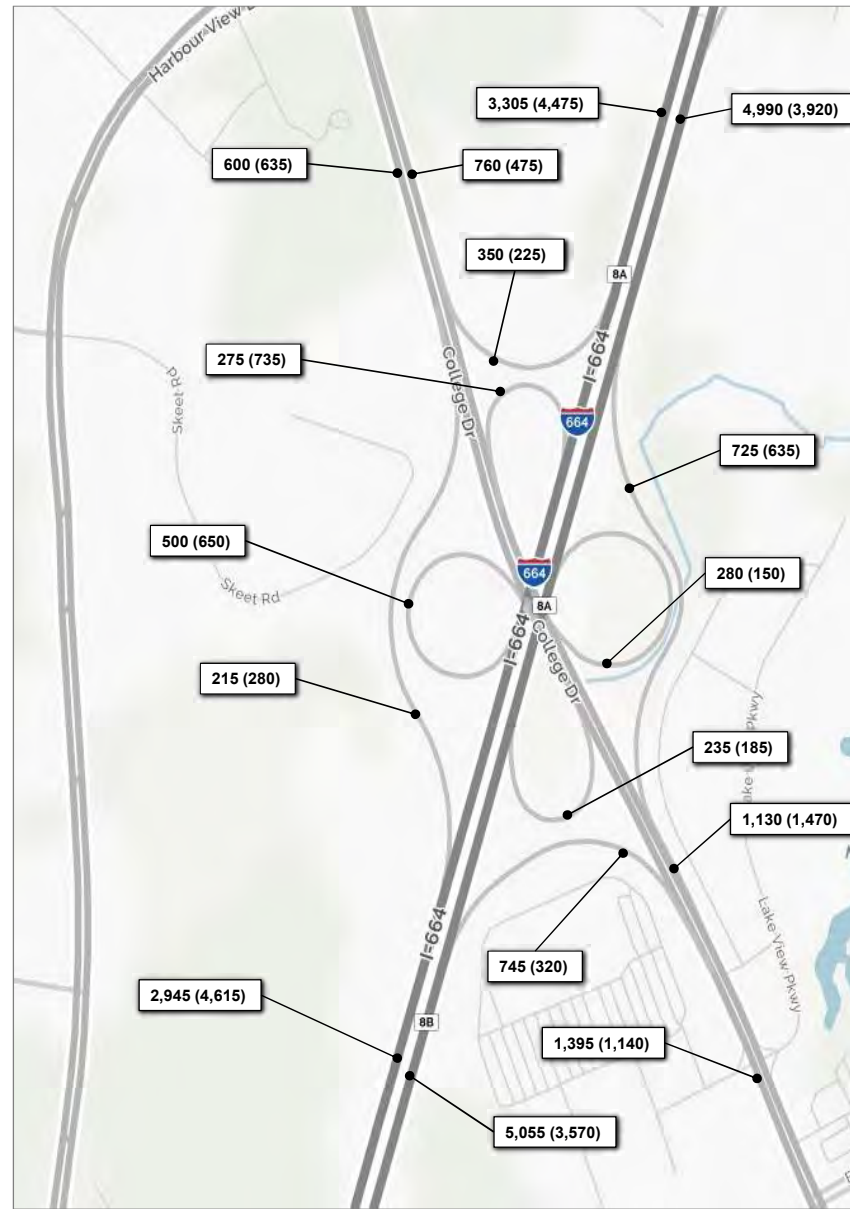 Harbour View
3,305 (4,475)
4,990 (3,920)
600 (635)
760 (475)
350 (225)
8A
275 (735)
College Dr
I-664
Skeet Rd
664
725 (635)
500 (650)
664
280 (150)
Skeet Rd
8A
I-664
College Dr
215 (280)
235 (185)
Pkwy
1,130 (1,470)
I-664
Lake View Pkwy
745 (320)
2,945 (4,615)
8B
1,395 (1,140)
5,055 (3,570)